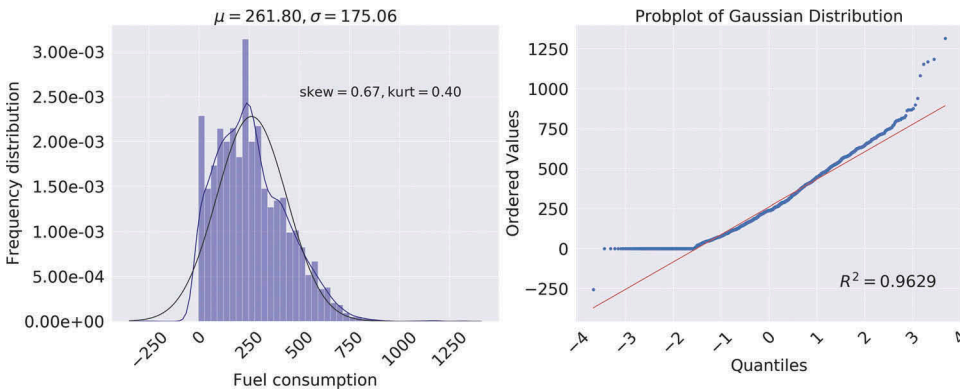 μ = 261.80, σ = 175.06
Frequency distribution
3.00e-03
2.50e-03
2.00e-03
1.50e-03
1.00e-03
5.00e-04
0.00e+00
skew = 0.67, kurt = 0.40
−250
0
250
500
750
1000
1250
Fuel consumption
Probplot of Gaussian Distribution
Ordered Values
1250
1000
750
500
250
0
−250
R² = 0.9629
−4
−3
−2
−1
0
1
2
3
4
Quantiles